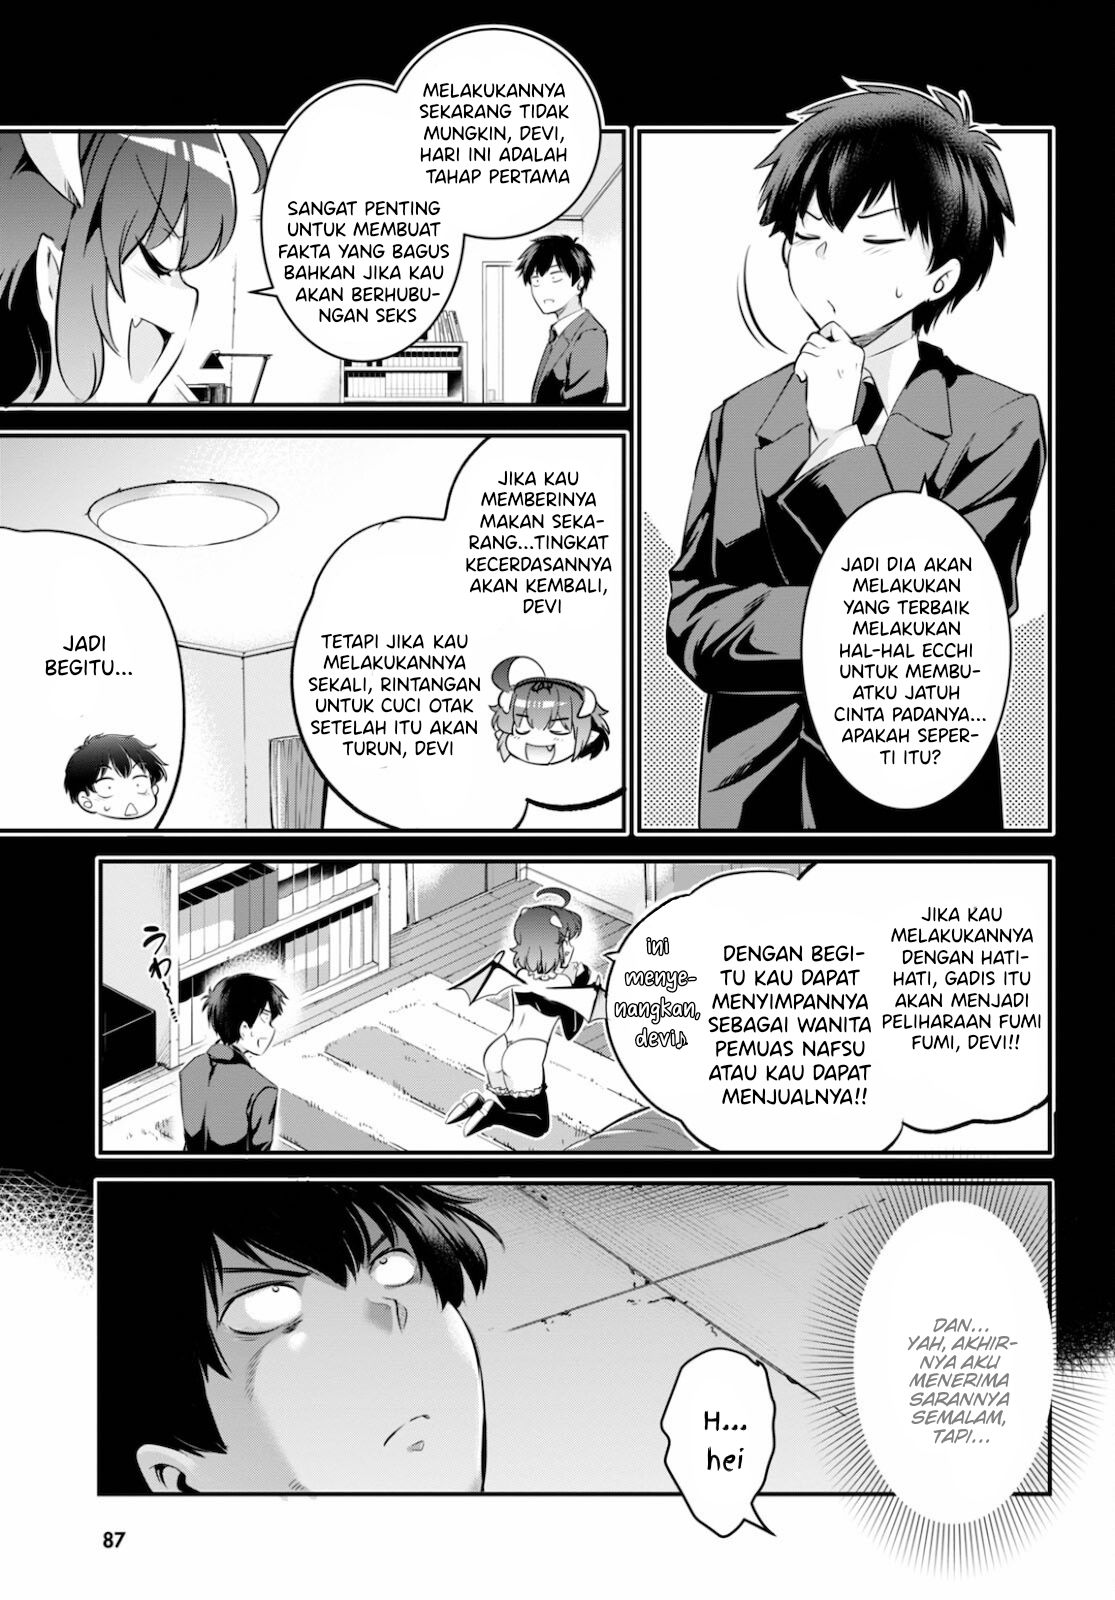 JADI DIA AKAN
MELAKUKAN
YANG TERBAIK
MELAKUKAN
HAL-HAL ECCHI
UNTUK MEMBU-
ATKU JATUH
CINTA PADANYA...
APAKAH SEPER-
TI ITU?
MELAKUKANNYA
SEKARANG TIDAK
MUNGKIN, DEVI,
HARI INI ADALAH
TAHAP PERTAMA
SANGAT PENTING
UNTUK MEMBUAT
FAKTA YANG BAGUS
BAHKAN JIKA KAU
AKAN BERHUBU-
NGAN SEKS
JIKA KAU
MEMBERINYA
MAKAN SEKA-
RANG...TINGKAT
KECERDASANNYA
AKAN KEMBALI,
DEVI
TETAPI JIKA KAU
MELAKUKANNYA
SEKALI, RINTANGAN
UNTUK CUCI OTAK
SETELAH ITU AKAN
TURUN, DEVI
JADI
BEGITU...
JIKA KAU
MELAKUKANNYA
DENGAN HATI-
HATI, GADIS ITU
AKAN MENJADI
PELIHARAAN FUMI
FUMI, DEVI!!
DENGAN BEGI-
TU KAU DAPAT
MENYIMPANNYA
SEBAGAI WANITA
PEMUAS NAFSU
ATAU KAU DAPAT
MENJUALNYA!!
ini
menye-
nangkan,
devi♪
うわ〜…
DAN...
YAH, AKHIR-
NYA AKU
MENERIMA
SARANNYA
SEMALAM,
TAPI...
H...
hei
87